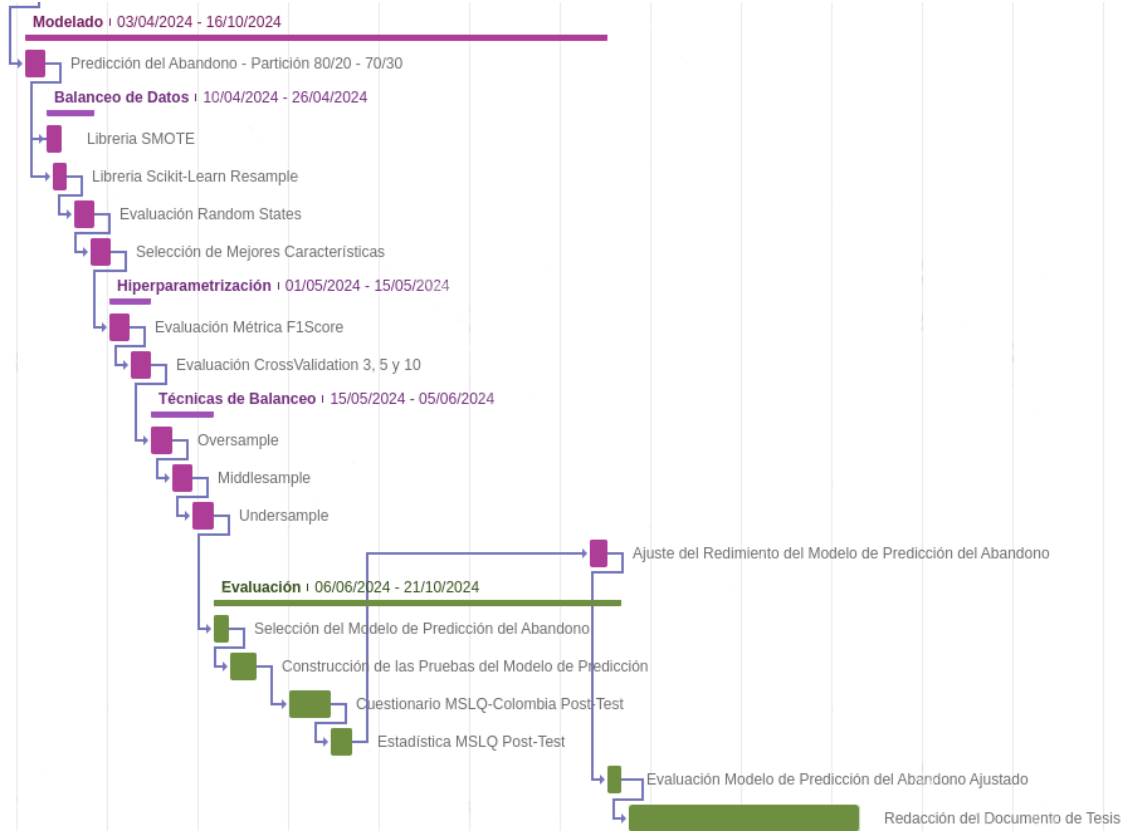 Modelado 03/04/2024 - 16/10/2024
Predicción del Abandono - Partición 80/20 - 70/30
Balanceo de Datos 10/04/2024 - 26/04/2024
Libreria SMOTE
Libreria Scikit-Learn Resample
Evaluación Random States
Selección de Mejores Características
Hiperparametrización 01/05/2024 - 15/05/2024
Evaluación Métrica F1Score
Evaluación CrossValidation 3, 5 y 10
Técnicas de Balanceo 15/05/2024 - 05/06/2024
Oversample
Middlesample
Undersample
Ajuste del Redimiento del Modelo de Predicción del Abandono
Evaluación 06/06/2024 - 21/10/2024
Selección del Modelo de Predicción del Abandono
Construcción de las Pruebas del Modelo de Predicción
Cuestionario MSLQ-Colombia Post-Test
Estadística MSLQ Post-Test
Evaluación Modelo de Predicción del Abandono Ajustado
Redacción del Documento de Tesis